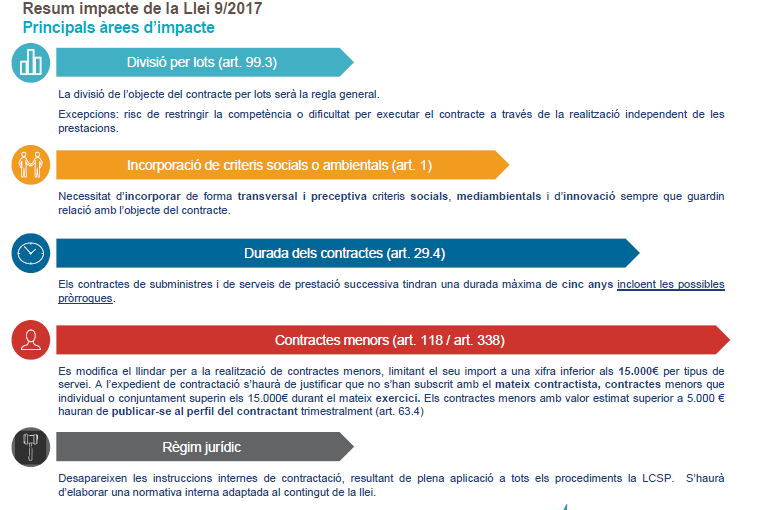 Resum impacte de la Llei 9/2017
Principals àrees d’impacte
Divisió per lots (art. 99.3)
La divisió de l’objecte del contracte per lots serà la regla general.
Excepcions: risc de restringir la competència o dificultat per executar el contracte a través de la realització independent de les
prestacions.
Incorporació de criteris socials o ambientals (art. 1)
Necessitat d’incorporar de forma transversal i preceptiva criteris socials, mediambientals i d’innovació sempre que guardin
relació amb l’objecte del contracte.
Durada dels contractes (art. 29.4)
Els contractes de subministres i de serveis de prestació successiva tindran una durada màxima de cinc anys incloent les possibles
pròrrogues.
Contractes menors (art. 118 / art. 338)
Es modifica el llindar per a la realització de contractes menors, limitant el seu import a una xifra inferior als 15.000€ per tipus de
servei. A l’expedient de contractació s’haurà de justificar que no s’han subscrit amb el mateix contractista, contractes menors que
individual o conjuntament superin els 15.000€ durant el mateix exercici. Els contractes menors amb valor estimat superior a 5.000 €
hauran de publicar-se al perfil del contractant trimestralment (art. 63.4)
Règim jurídic
Desapareixen les instruccions internes de contractació, resultant de plena aplicació a tots els procediments la LCSP. S’haurà
d’elaborar una normativa interna adaptada al contingut de la llei.